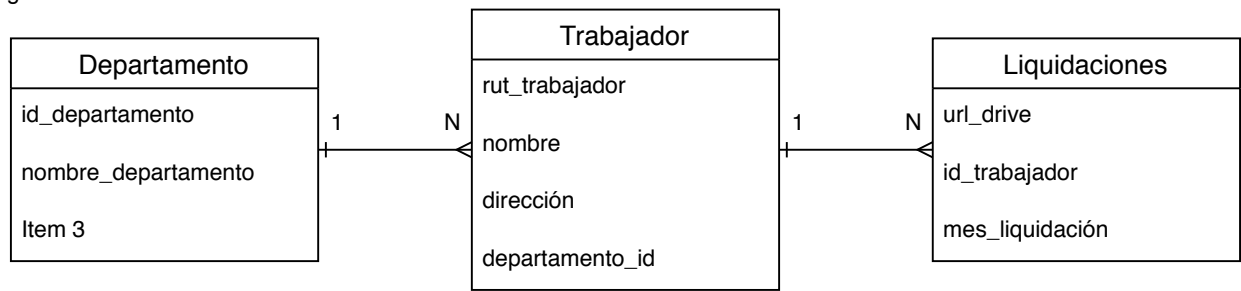 Departamento
id_departamento
nombre_departamento
Item 3
1
N
Trabajador
rut_trabajador
nombre
dirección
departamento_id
1
N
Liquidaciones
url_drive
id_trabajador
mes_liquidación